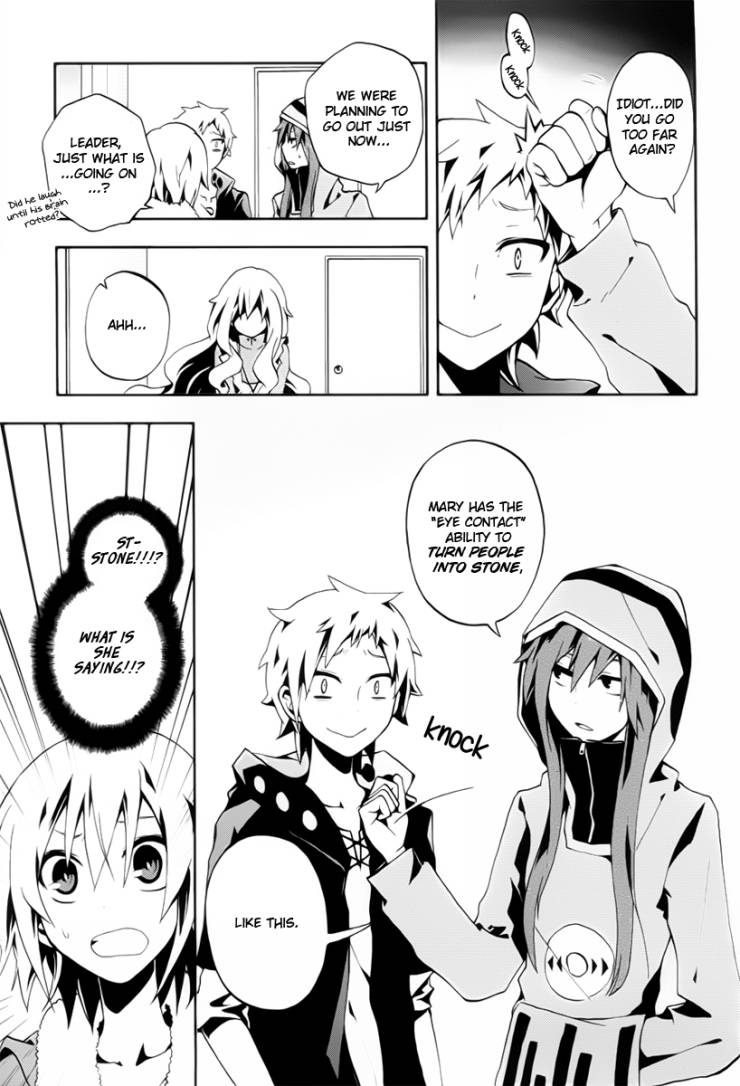 KNOCK
KNOCK
IDIOT...DID
YOU GO
TOO FAR
AGAIN?
WE WERE
PLANNING TO
GO OUT JUST
NOW...
LEADER,
JUST WHAT IS
...GOING ON
...?
Did he laugh
until his brain
rotted?!
AHH...
MARY HAS THE
"EYE CONTACT"
ABILITY TO
TURN PEOPLE
INTO STONE,
knock
LIKE THIS.
ST-
STONE!!!?
WHAT IS
SHE
SAYING!!?